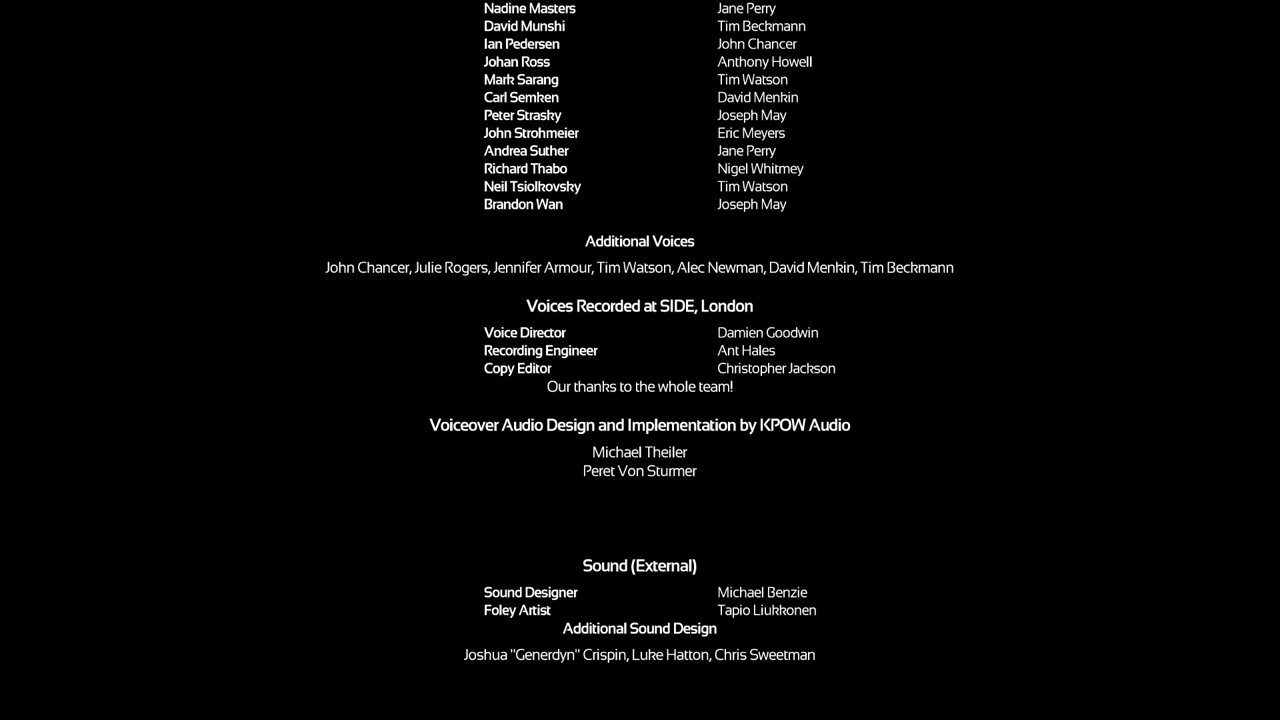 Nadine Masters Jane Perry
David Munshi Tim Beckmann
Ian Pedersen John Chancer
Johan Ross Anthony Howell
Mark Sarang Tim Watson
Carl Semken David Menkin
Peter Strasky Joseph May
John Strohmeier Eric Meyers
Andrea Suther Jane Perry
Richard Thabo Nigel Whitmey
Neil Tsiolkovsky Tim Watson
Brandon Wan Joseph May
Additional Voices
John Chancer, Julie Rogers, Jennifer Armour, Tim Watson, Alec Newman, David Menkin, Tim Beckmann
Voices Recorded at SIDE, London
Voice Director Damien Goodwin
Recording Engineer Ant Hales
Copy Editor Christopher Jackson
Our thanks to the whole team!
Voiceover Audio Design and Implementation by KPOW Audio
Michael Theiler
Peret Von Sturmer
Sound (External)
Sound Designer Michael Benzie
Foley Artist Tapio Liukkonen
Additional Sound Design
Joshua "Generdyn" Crispin, Luke Hatton, Chris Sweetman